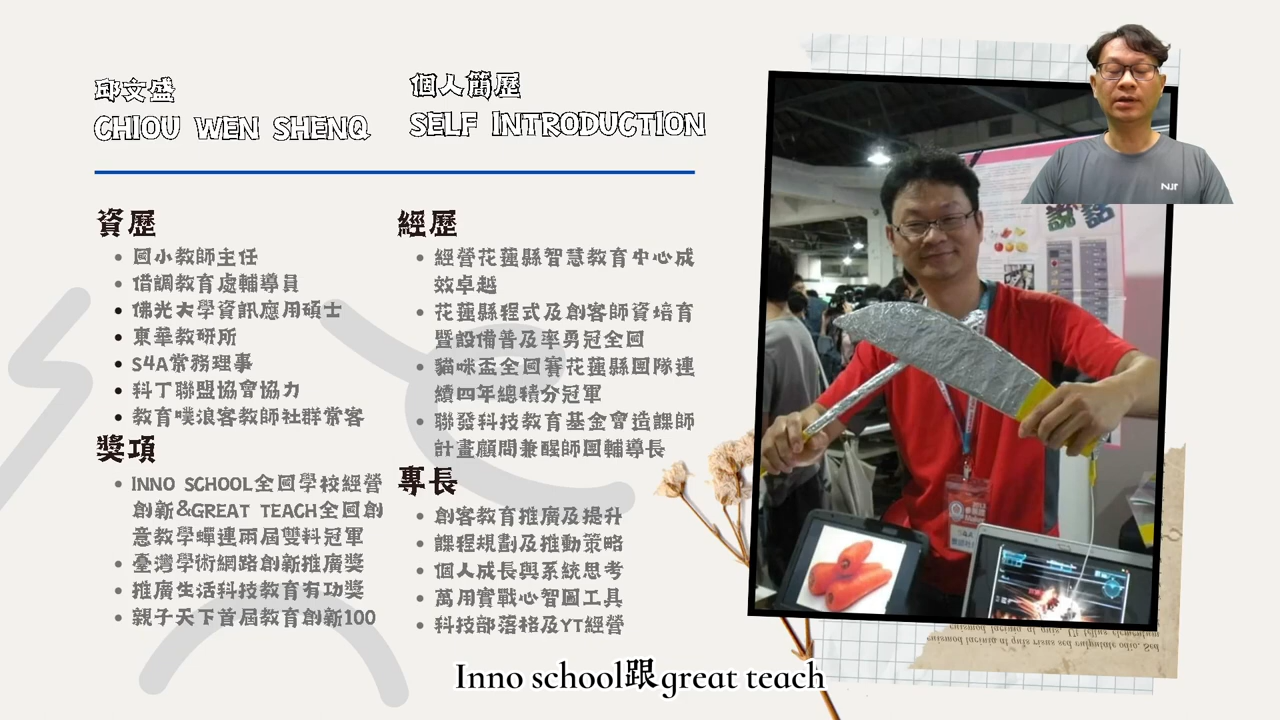 邱文盛
CHIOU WEN SHENQ
個人簡歷
SELF INTRODUCTION
資歷
國小教師主任
借調教育處輔導員
佛光大學資訊應用碩士
東華教研所
S4A常務理事
科丁聯盟協會協力
教育噗浪客教師社群常客
獎項
INNO SCHOOL全國學校經營
創新&GREAT TEACH全國創
意教學蟬連兩屆雙料冠軍
臺灣學術網路創新推廣獎
推廣生活科技教育有功獎
親子天下首屆教育創新100
經歷
經營花蓮縣智慧教育中心成
效卓越
花蓮縣程式及創客師資培育
暨設備普及率勇冠全國
貓咪盃全國賽花蓮縣團隊連
續四年總積分冠軍
聯發科技教育基金會造課師
計畫顧問兼醒師團輔導長
專長
創客教育推廣及提升
課程規劃及推動策略
個人成長與系統思考
萬用實戰心智圖工具
科技部落格及YT經營
Inno school跟great teach